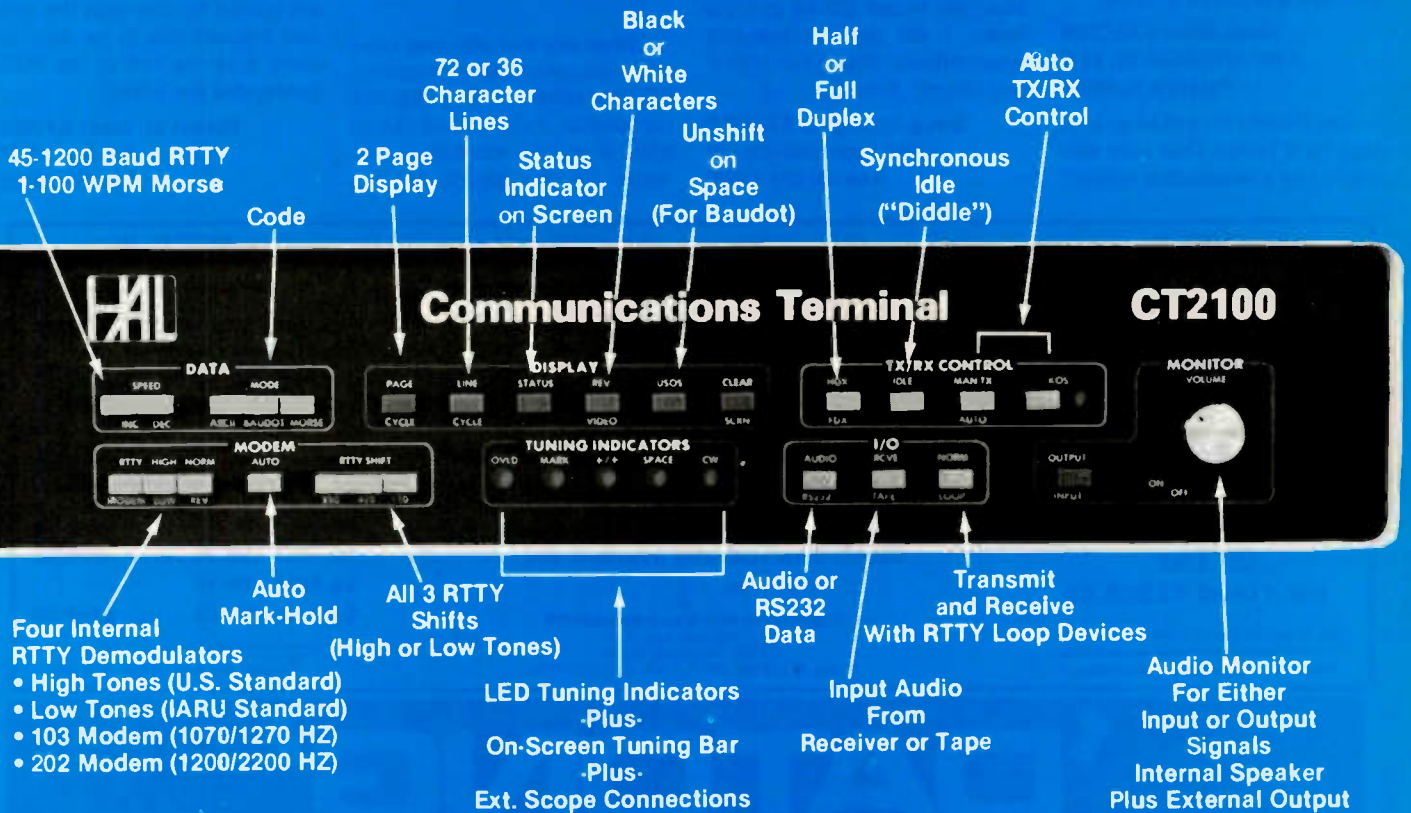 45-1200 Baud RTTY
1-100 WPM Morse
Code
2 Page
Display
72 or 36
Character
Lines
Status
Indicator
on Screen
Black
or
White
Characters
Unshift
on
Space
(For Baudot)
Half
or
Full
Duplex
Synchronous
Idle
("Diddle")
Auto
TX/RX
Control
HAL
Communications Terminal
CT2100
DATA
SPEED
MODE
INC DEC
ASCII BAUDOT MORSE
DISPLAY
PAGE
LINE
STATUS
REV
USOS
CLEAR
CYCLE
CYCLE
VIDEO
SCRN
TX/RX CONTROL
HDX
IDLE
MAN TX
KOS
FDX
AUTO
MONITOR
VOLUME
OUTPUT
INPUT
ON
OFF
MODEM
RTTY HIGH NORM
AUTO
RTTY SHIFT
MODEM LOW REV
TUNING INDICATORS
OVLD
MARK
+/+
SPACE
CW
I/O
AUDIO
RCVE
NORM
RS232
TAPE
LOOP
Four Internal
RTTY Demodulators
• High Tones (U.S. Standard)
• Low Tones (IARU Standard)
• 103 Modem (1070/1270 HZ)
• 202 Modem (1200/2200 HZ)
Auto
Mark-Hold
All 3 RTTY
Shifts
(High or Low Tones)
LED Tuning Indicators
-Plus-
On-Screen Tuning Bar
-Plus-
Ext. Scope Connections
Audio or
RS232
Data
Input Audio
From
Receiver or Tape
Transmit
and Receive
With RTTY Loop Devices
Audio Monitor
For Either
Input or Output
Signals
Internal Speaker
Plus External Output